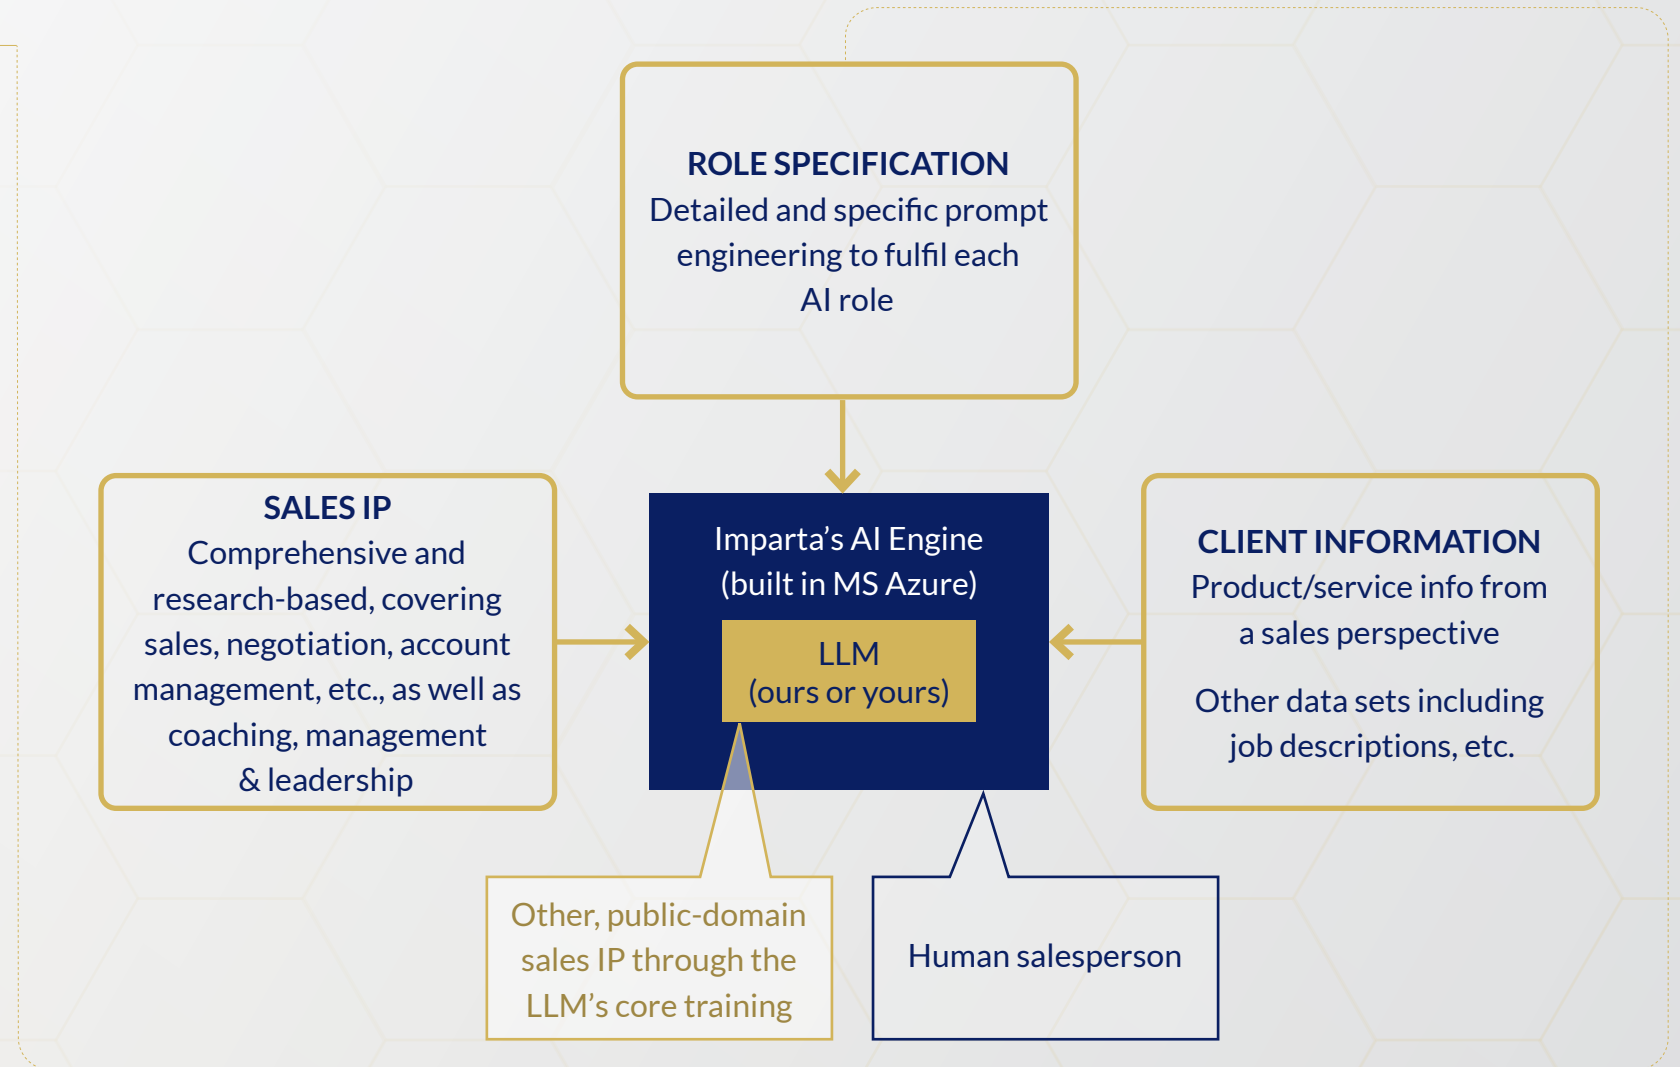 ROLE SPECIFICATION
Detailed and specific prompt
engineering to fulfil each
AI role
SALES IP
Comprehensive and
research-based, covering
sales, negotiation, account
management, etc., as well as
coaching, management
& leadership
Imparta’s AI Engine
(built in MS Azure)
LLM
(ours or yours)
CLIENT INFORMATION
Product/service info from
a sales perspective
Other data sets including
job descriptions, etc.
Other, public-domain
sales IP through the
LLM’s core training
Human salesperson